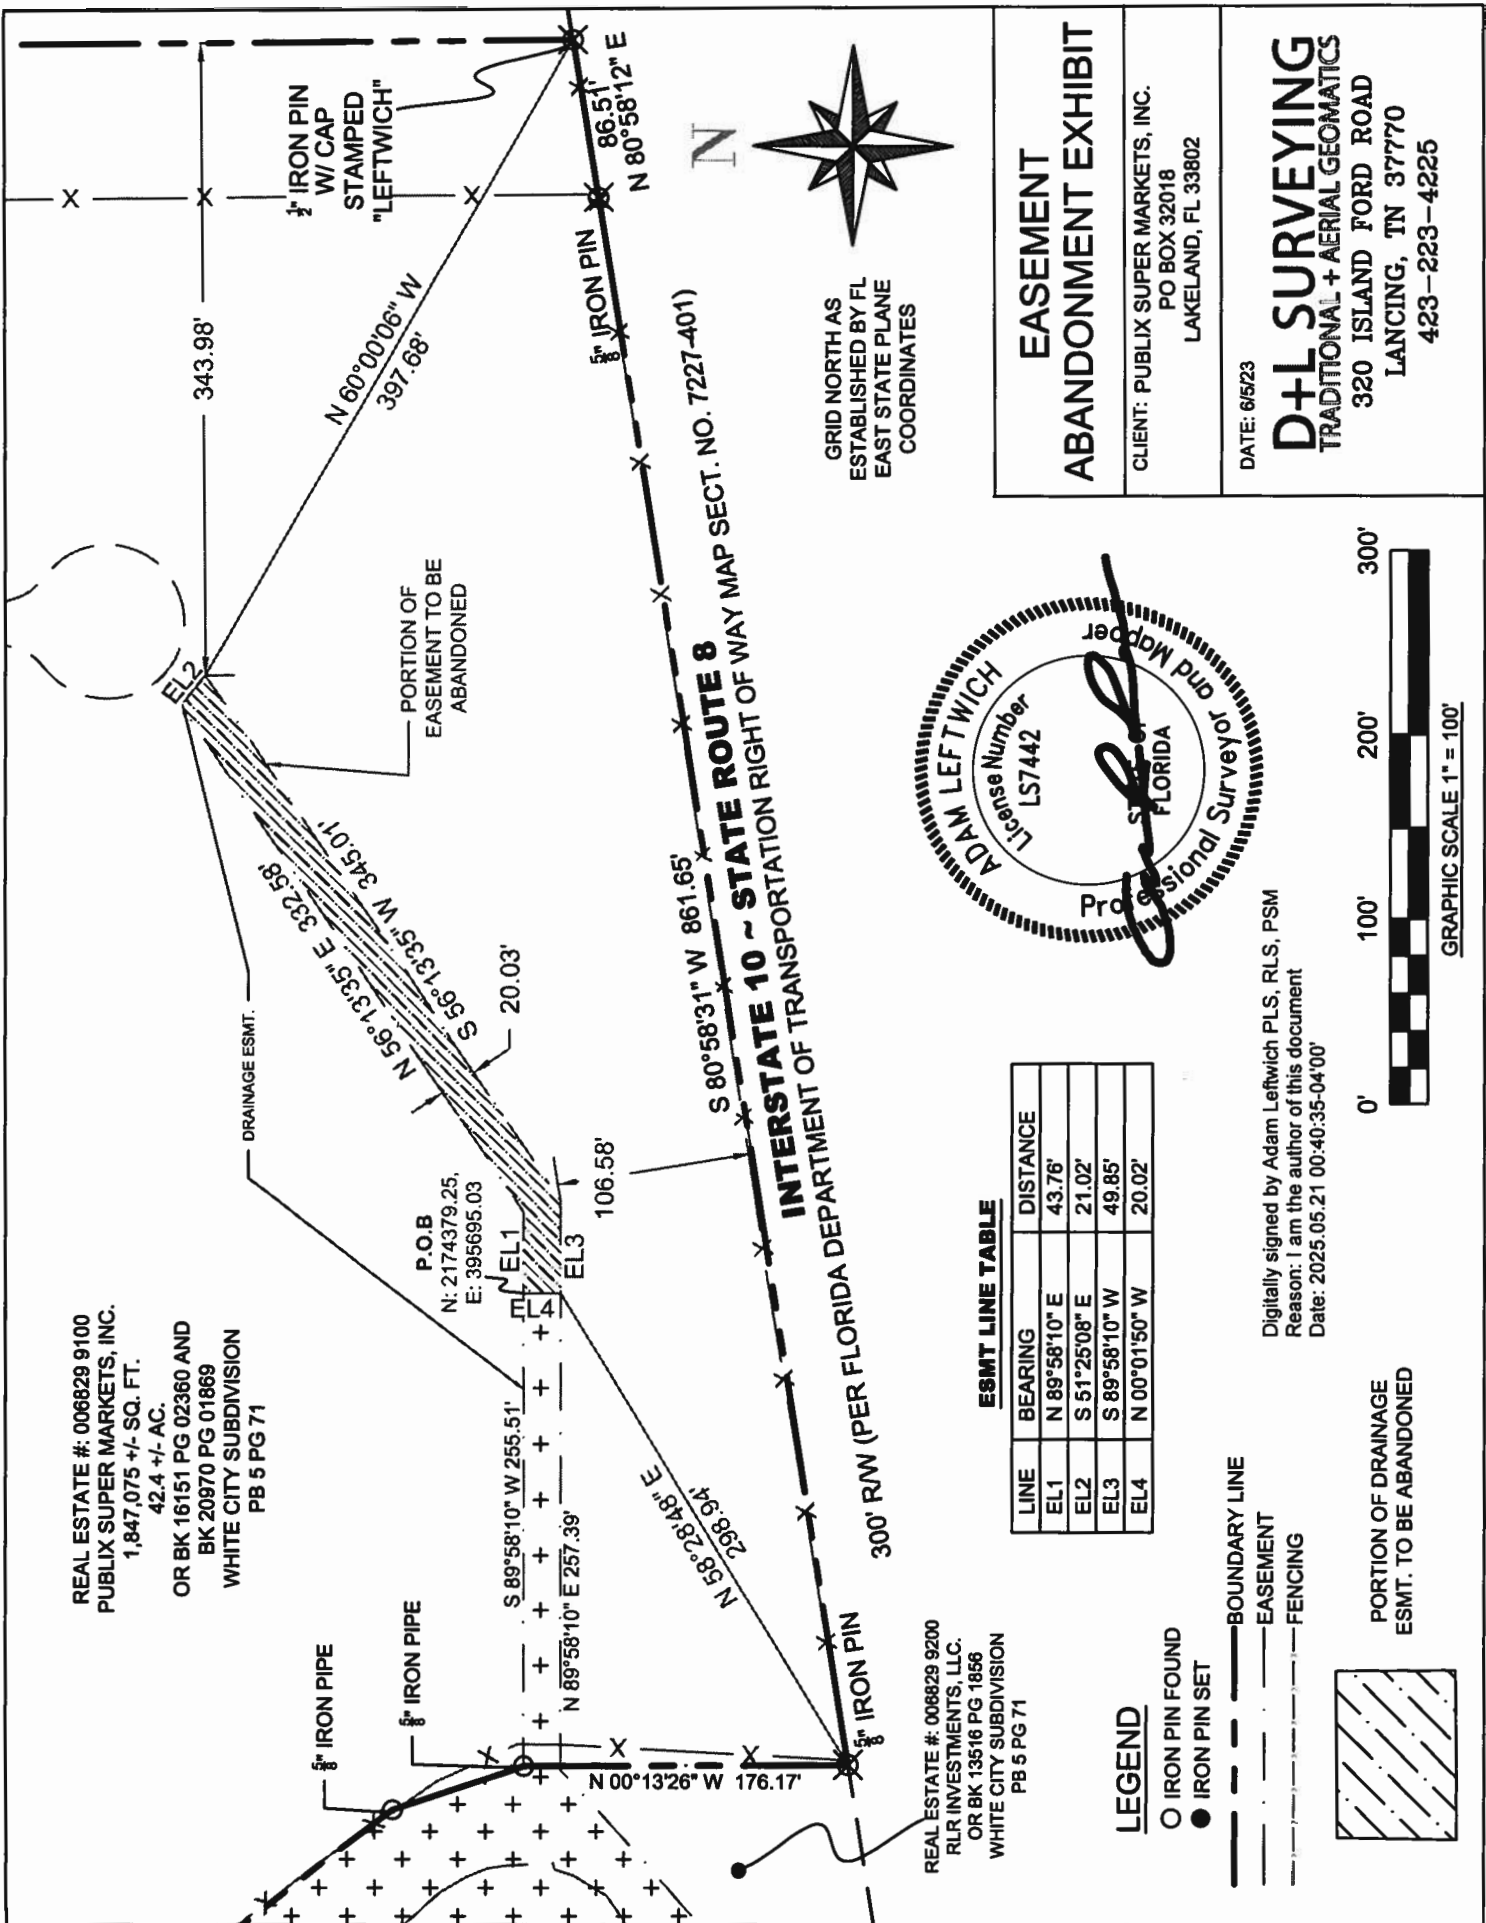 REAL ESTATE #: 006829 9100
PUBLIX SUPER MARKETS, INC.
1,847,075 +/- SQ. FT.
42.4 +/- AC.
OR BK 16151 PG 02360 AND
BK 20970 PG 01869
WHITE CITY SUBDIVISION
PB 5 PG 71
5/8" IRON PIPE
5/8" IRON PIPE
DRAINAGE ESMT.
P.O.B
N: 2174379.25,
E: 395695.03
EL1
EL2
EL3
EL4
N 56°13'35" E 332.58'
S 56°13'35" W 345.01'
20.03'
PORTION OF
EASEMENT TO BE
ABANDONED
343.98'
N 60°00'06" W
397.68'
1/2" IRON PIN
W/ CAP
STAMPED
"LEFTWICH"
86.51'
N 80°58'12" E
5/8" IRON PIN
S 89°58'10" W 255.51'
N 89°58'10" E 257.39'
106.58'
N 58°28'48" E
298.94'
S 80°58'31" W 861.65'
INTERSTATE 10 ~ STATE ROUTE 8
300' R/W (PER FLORIDA DEPARTMENT OF TRANSPORTATION RIGHT OF WAY MAP SECT. NO. 7227-401)
N 00°13'26" W 176.17'
5/8" IRON PIN
REAL ESTATE #: 006829 9200
RLR INVESTMENTS, LLC.
OR BK 13516 PG 1856
WHITE CITY SUBDIVISION
PB 5 PG 71
N
GRID NORTH AS
ESTABLISHED BY FL
EAST STATE PLANE
COORDINATES
LEGEND
IRON PIN FOUND
IRON PIN SET
BOUNDARY LINE
EASEMENT
FENCING
PORTION OF DRAINAGE
ESMT. TO BE ABANDONED
ESMT LINE TABLE
LINE BEARING DISTANCE
EL1 N 89°58'10" E 43.76'
EL2 S 51°25'08" E 21.02'
EL3 S 89°58'10" W 49.85'
EL4 N 00°01'50" W 20.02'
Digitally signed by Adam Leftwich PLS, RLS, PSM
Reason: I am the author of this document
Date: 2025.05.21 00:40:35-04'00'
ADAM LEFTWICH
License Number
LS7442
FLORIDA
Professional Surveyor and Mapper
0' 100' 200' 300'
GRAPHIC SCALE 1" = 100'
EASEMENT
ABANDONMENT EXHIBIT
CLIENT: PUBLIX SUPER MARKETS, INC.
PO BOX 32018
LAKELAND, FL 33802
DATE: 6/5/23
D+L SURVEYING
TRADITIONAL + AERIAL GEOMATICS
320 ISLAND FORD ROAD
LANCING, TN 37770
423-223-4225